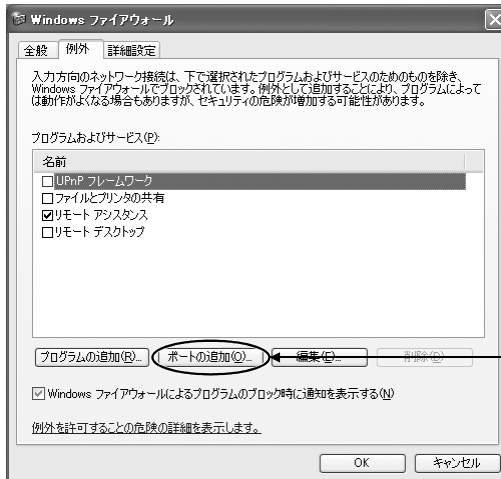 Windows ファイアウォール
全般 例外 詳細設定
入力方向のネットワーク接続は、下で選択されたプログラムおよびサービスのためのものを除き、
Windows ファイアウォールでブロックされています。例外として追加することにより、プログラムによって
は動作がよくなる場合もありますが、セキュリティの危険が増加する可能性があります。
プログラムおよびサービス(P):
名前
UPnP フレームワーク
ファイルとプリンタの共有
リモート アシスタンス
リモート デスクトップ
プログラムの追加(R)... ポートの追加(O)... 編集(E)... 削除(D)
Windows ファイアウォールによるプログラムのブロック時に通知を表示する(N)
例外を許可することの危険の詳細を表示します。
OK キャンセル